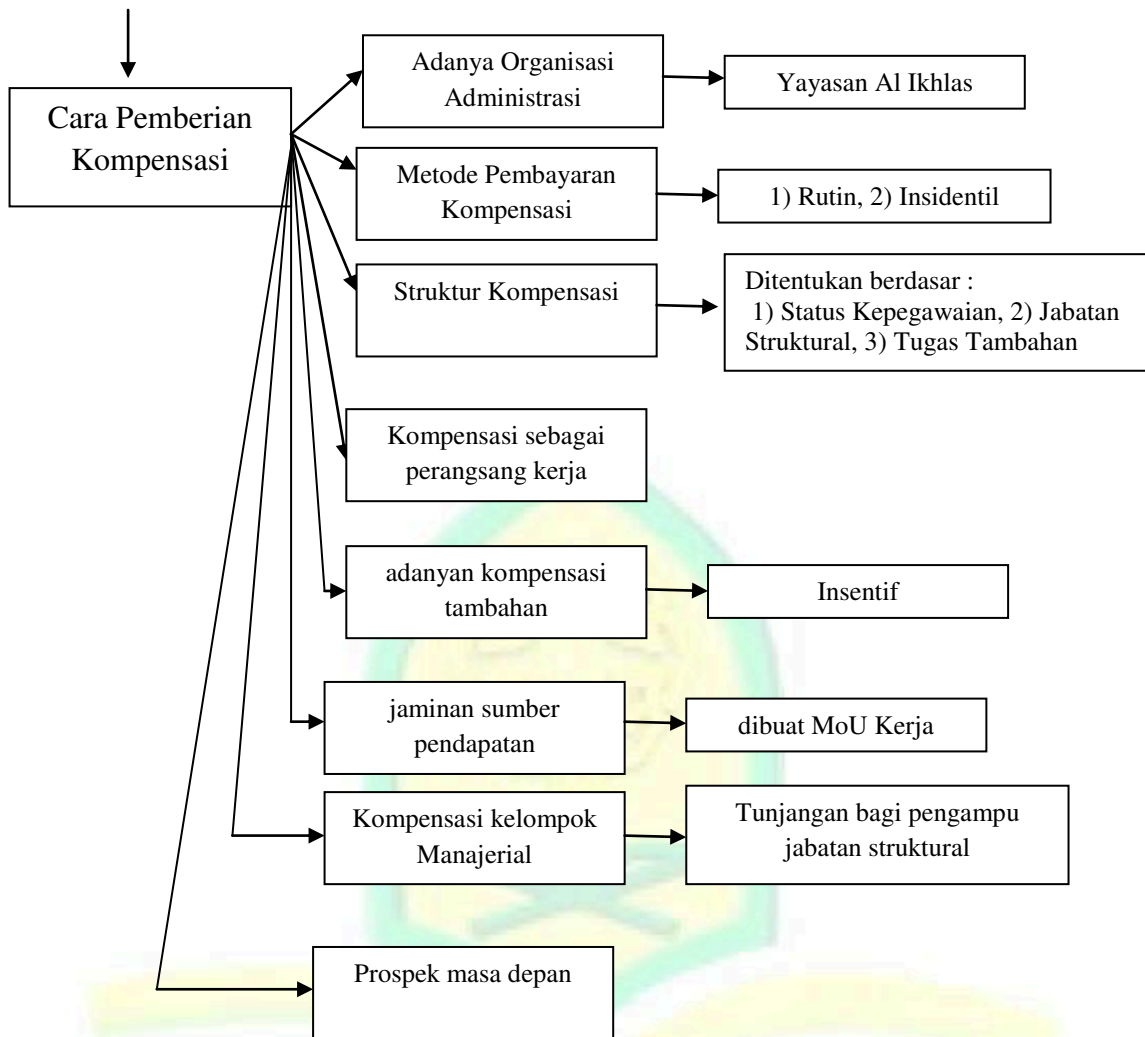 Cara Pemberian
Kompensasi
Adanya Organisasi
Administrasi
Yayasan Al Ikhlas
Metode Pembayaran
Kompensasi
1) Rutin, 2) Insidentil
Struktur Kompensasi
Ditentukan berdasar :
1) Status Kepegawaian, 2) Jabatan
Struktural, 3) Tugas Tambahan
Kompensasi sebagai
perangsang kerja
adanyan kompensasi
tambahan
Insentif
jaminan sumber
pendapatan
dibuat MoU Kerja
Kompensasi kelompok
Manajerial
Tunjangan bagi pengampu
jabatan struktural
Prospek masa depan